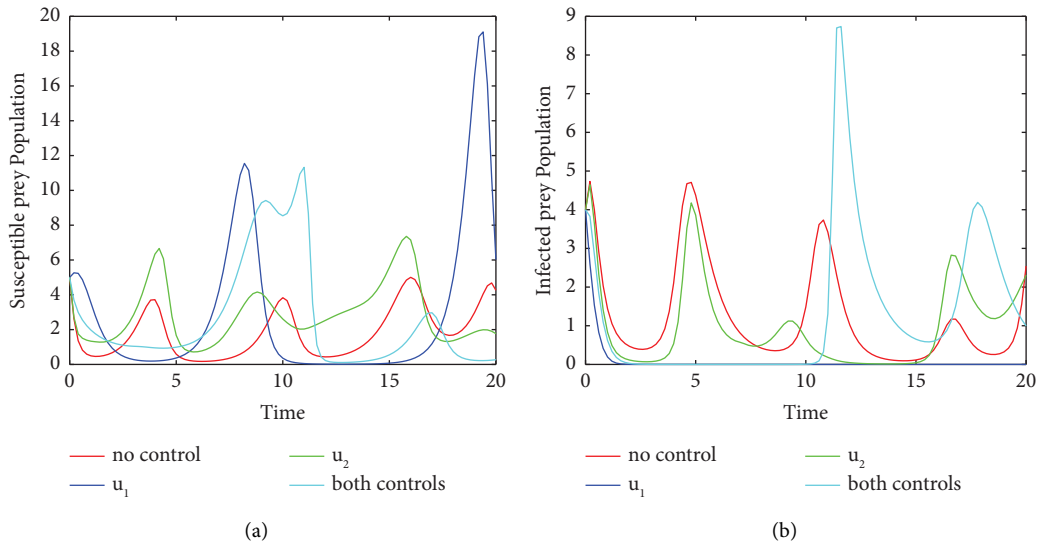 20
18
16
14
12
10
8
6
4
2
0
Susceptible prey Population
0 5 10 15 20
Time
no control
u₁
u₂
both controls
(a)
9
8
7
6
5
4
3
2
1
0
Infected prey Population
0 5 10 15 20
Time
no control
u₁
u₂
both controls
(b)